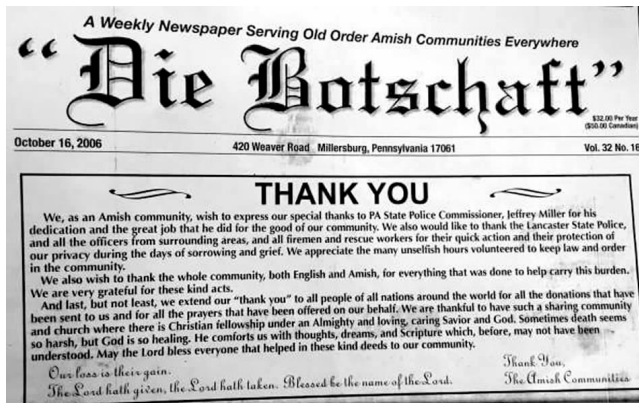 A Weekly Newspaper Serving Old Order Amish Communities Everywhere
"Die Botschaft"
$32.00 Per Year
($50.00 Canadian)
October 16, 2006 420 Weaver Road Millersburg, Pennsylvania 17061 Vol. 32 No. 16
THANK YOU
We, as an Amish community, wish to express our special thanks to PA State Police Commissioner, Jeffrey Miller for his
dedication and the great job that he did for the good of our community. We also would like to thank the Lancaster State Police,
and all the officers from surrounding areas, and all firemen and rescue workers for their quick action and their protection of
our privacy during the days of sorrowing and grief. We appreciate the many unselfish hours volunteered to keep law and order
in the community.
We also wish to thank the whole community, both English and Amish, for everything that was done to help carry this burden.
We are very grateful for these kind acts.
And last, but not least, we extend our "thank you" to all people of all nations around the world for all the donations that have
been sent to us and for all the prayers that have been offered on our behalf. We are thankful to have such a sharing community
and church where there is Christian fellowship under an Almighty and loving, caring Savior and God. Sometimes death seems
so harsh, but God is so healing. He comforts us with thoughts, dreams, and Scripture which, before, may not have been
understood. May the Lord bless everyone that helped in these kind deeds to our community.
Our loss is their gain.
The Lord hath given, the Lord hath taken. Blessed be the name of the Lord.
Thank You,
The Amish Communities